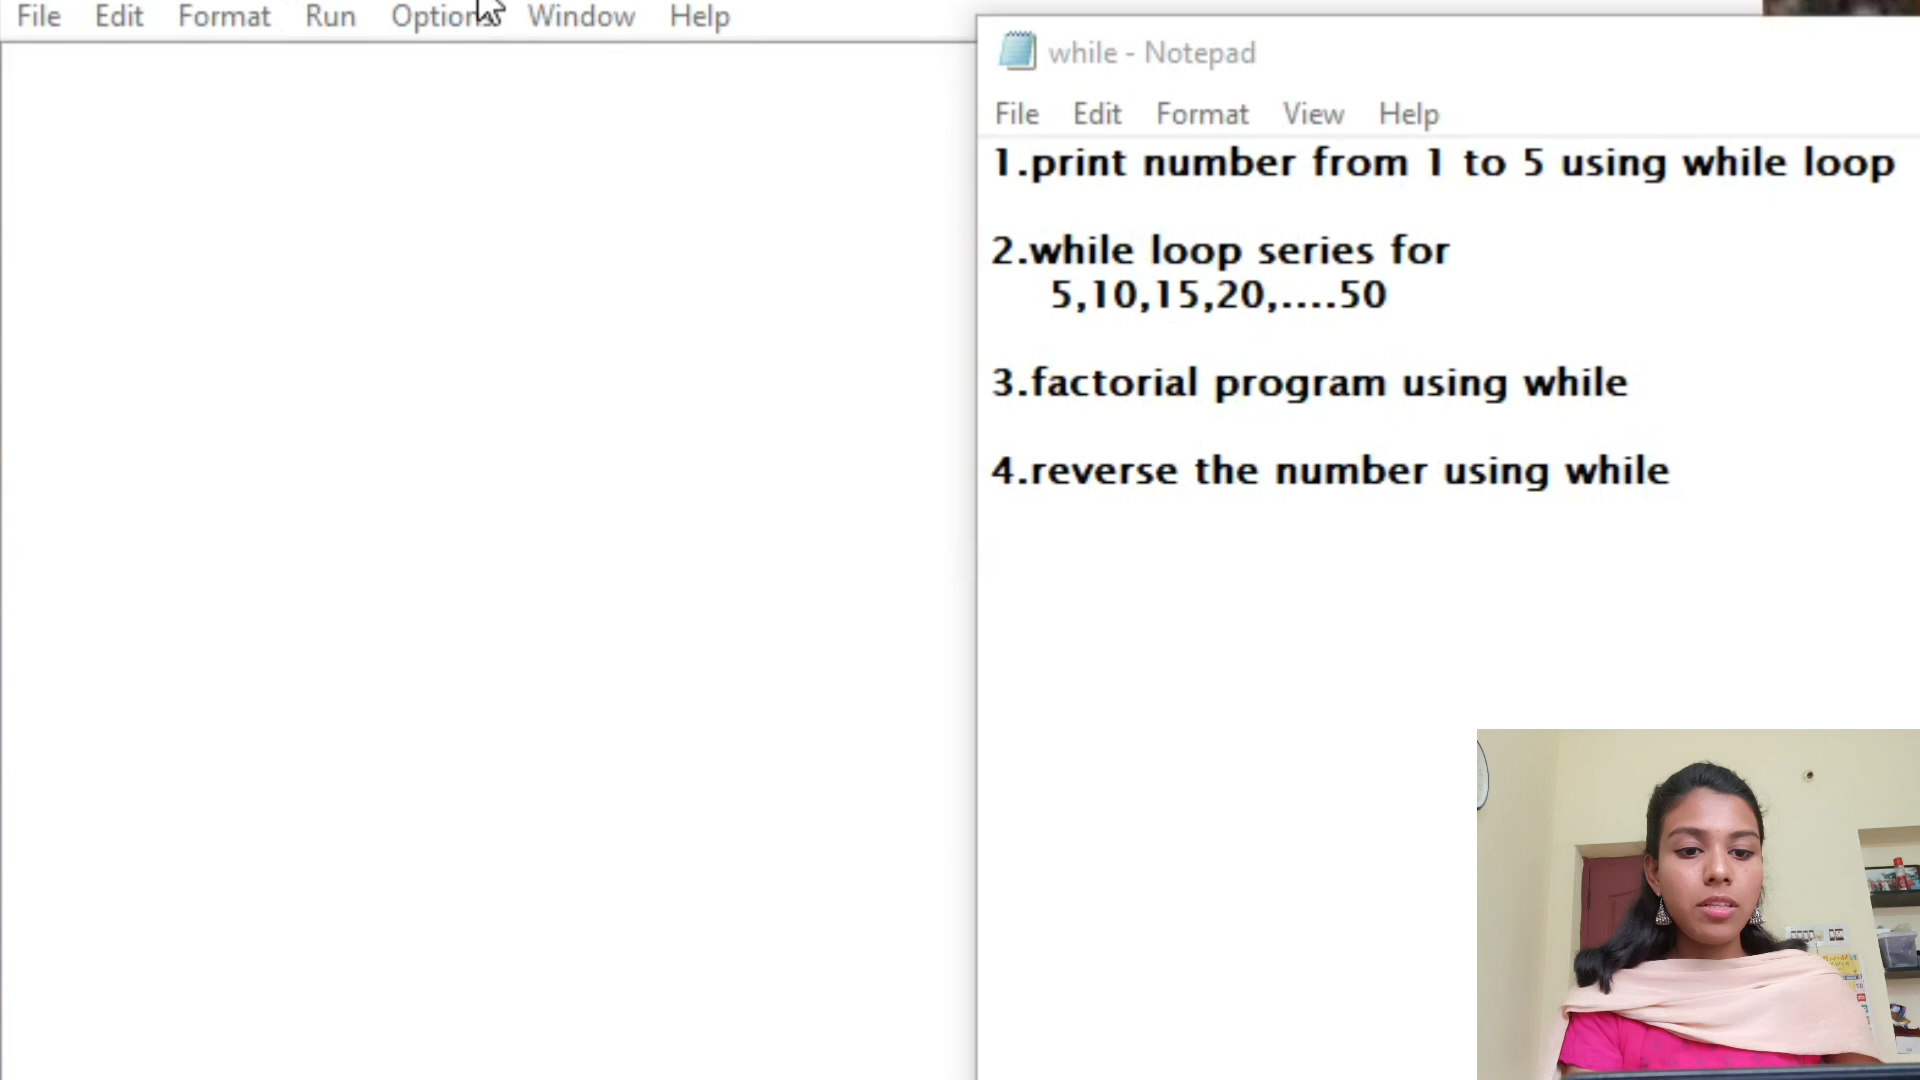 File Edit Format Run Options Window Help
while - Notepad
File Edit Format View Help
1.print number from 1 to 5 using while loop
2.while loop series for
5,10,15,20,....50
3.factorial program using while
4.reverse the number using while